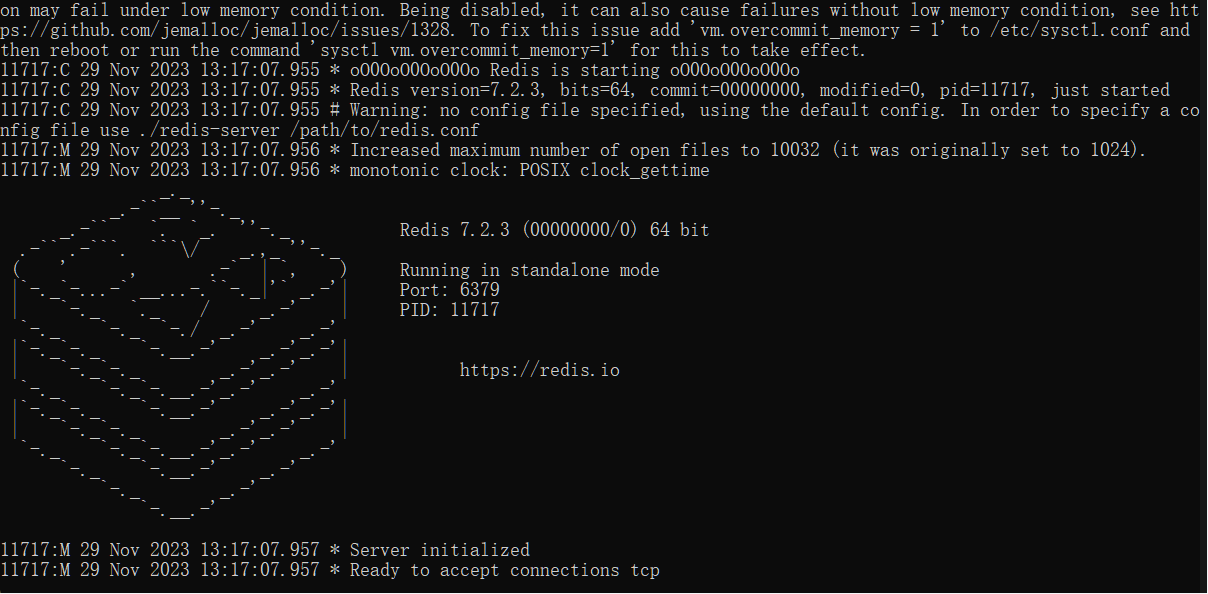 on may fail under low memory condition. Being disabled, it can also cause failures without low memory condition, see htt
ps://github.com/jemalloc/jemalloc/issues/1328. To fix this issue add 'vm.overcommit_memory = 1' to /etc/sysctl.conf and
then reboot or run the command 'sysctl vm.overcommit_memory=1' for this to take effect.
11717:C 29 Nov 2023 13:17:07.955 * oO0OoO0OoO0Oo Redis is starting oO0OoO0OoO0Oo
11717:C 29 Nov 2023 13:17:07.955 * Redis version=7.2.3, bits=64, commit=00000000, modified=0, pid=11717, just started
11717:C 29 Nov 2023 13:17:07.955 # Warning: no config file specified, using the default config. In order to specify a co
nfig file use ./redis-server /path/to/redis.conf
11717:M 29 Nov 2023 13:17:07.956 * Increased maximum number of open files to 10032 (it was originally set to 1024).
11717:M 29 Nov 2023 13:17:07.956 * monotonic clock: POSIX clock_gettime
Redis 7.2.3 (00000000/0) 64 bit
Running in standalone mode
Port: 6379
PID: 11717
https://redis.io
11717:M 29 Nov 2023 13:17:07.957 * Server initialized
11717:M 29 Nov 2023 13:17:07.957 * Ready to accept connections tcp